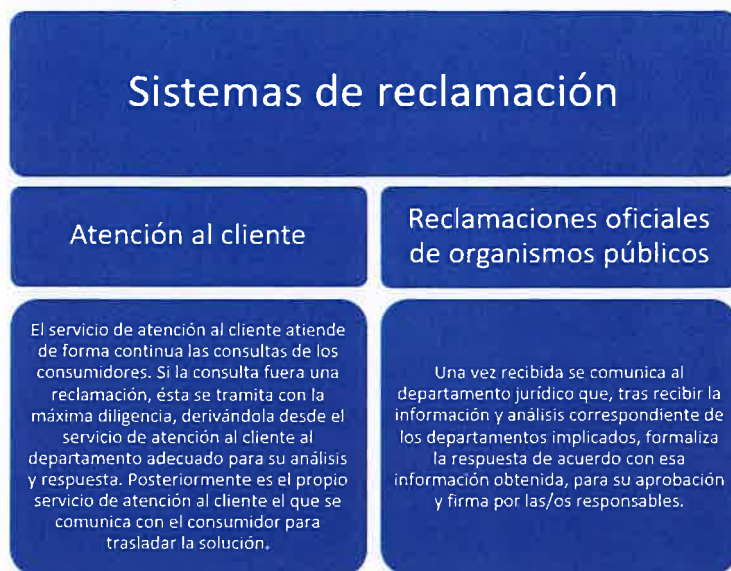 Sistemas de reclamación
Atención al cliente
Reclamaciones oficiales
de organismos públicos
El servicio de atención al cliente atiende
de forma continua las consultas de los
consumidores. Si la consulta fuera una
reclamación, ésta se tramita con la
máxima diligencia, derivándola desde el
servicio de atención al cliente al
departamento adecuado para su análisis
y respuesta. Posteriormente es el propio
servicio de atención al cliente el que se
comunica con el consumidor para
trasladar la solución.
Una vez recibida se comunica al
departamento jurídico que, tras recibir la
información y análisis correspondiente de
los departamentos implicados, formaliza
la respuesta de acuerdo con esa
información obtenida, para su aprobación
y firma por las/os responsables.